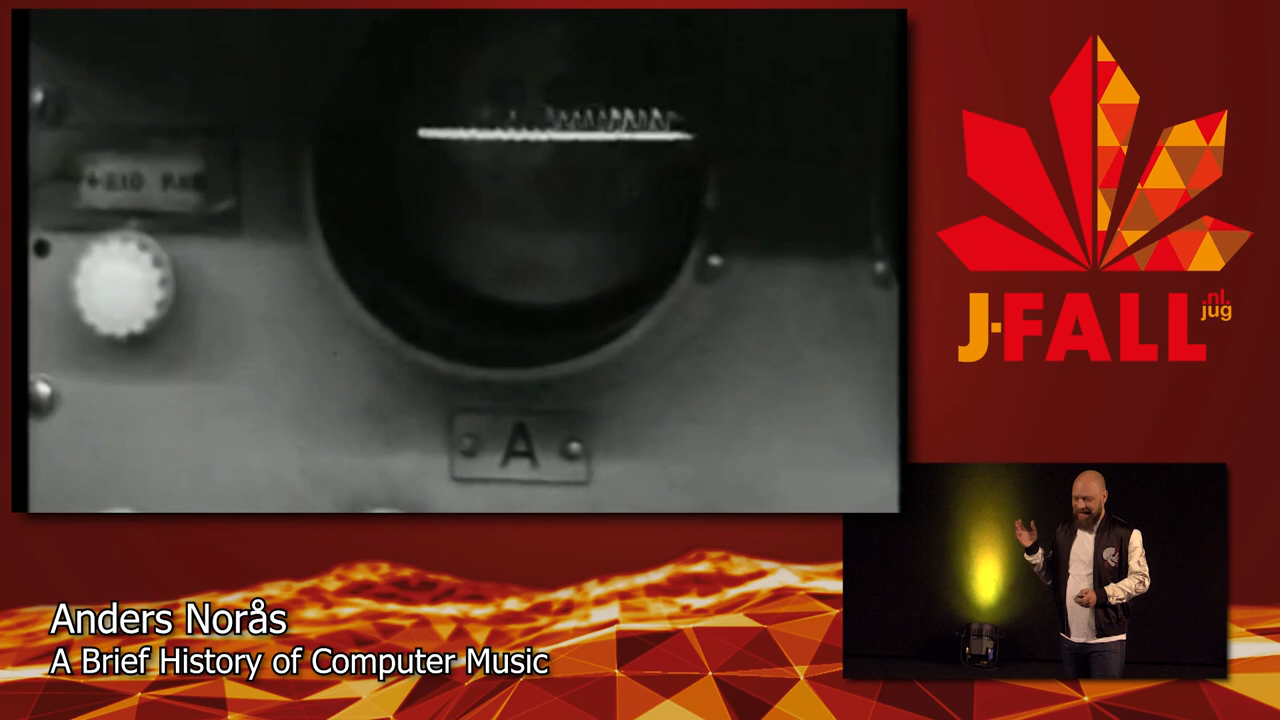 A
J-FALL
nl.
jug
Anders Norås
A Brief History of Computer Music